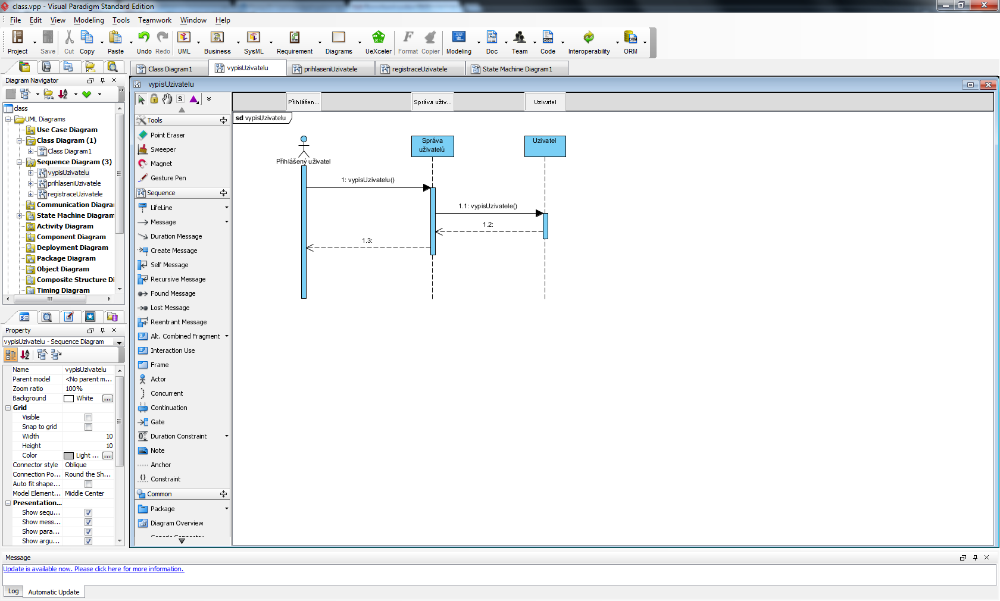 class.vpp - Visual Paradigm Standard Edition
File Edit View Modeling Tools Teamwork Window Help
Project Save Cut Copy Paste Undo Redo UML Business SysML Requirement Diagrams UeXceler Format Copier Modeling Doc Team Code Interoperability ORM
Class Diagram1 vypisUzivatelu prihlaseniUzivatele registraceUzivatele State Machine Diagram1
Diagram Navigator
class
UML Diagrams
Use Case Diagram
Class Diagram (1)
Class Diagram1
Sequence Diagram (3)
vypisUzivatelu
prihlaseniUzivatele
registraceUzivatele
Communication Diagrar
State Machine Diagram
Activity Diagram
Component Diagram
Deployment Diagram
Package Diagram
Object Diagram
Composite Structure Di
Timing Diagram
Property
vypisUzivatelu - Sequence Diagram
Name vypisUzivatelu
Parent model <No parent m...
Zoom ratio 100%
Background White ...
Grid
Visible
Snap to grid
Width 10
Height 10
Color Light ... ...
Connector style Oblique
Connection Po... Round the Sh...
Auto fit shape...
Model Element... Middle Center
Presentation...
Show sequ...
Show mess...
Show para...
Show argu...
vypisUzivatelu
S
Tools
Point Eraser
Sweeper
Magnet
Gesture Pen
Sequence
LifeLine
Message
Duration Message
Create Message
Self Message
Recursive Message
Found Message
Lost Message
Reentrant Message
Alt. Combined Fragment
Interaction Use
Frame
Actor
Concurrent
Continuation
Gate
Duration Constraint
Note
Anchor
Constraint
Common
Package
Diagram Overview
Generic Connector
Přihlášen... Správa uživ... Uzivatel
sd vypisUzivatelu
Správa
uživatelů
Uzivatel
Přihlášený uživatel
1: vypisUzivatelu()
1.1: vypisUzivatele()
1.2:
1.3:
Message
Update is available now. Please click here for more information.
Log Automatic Update